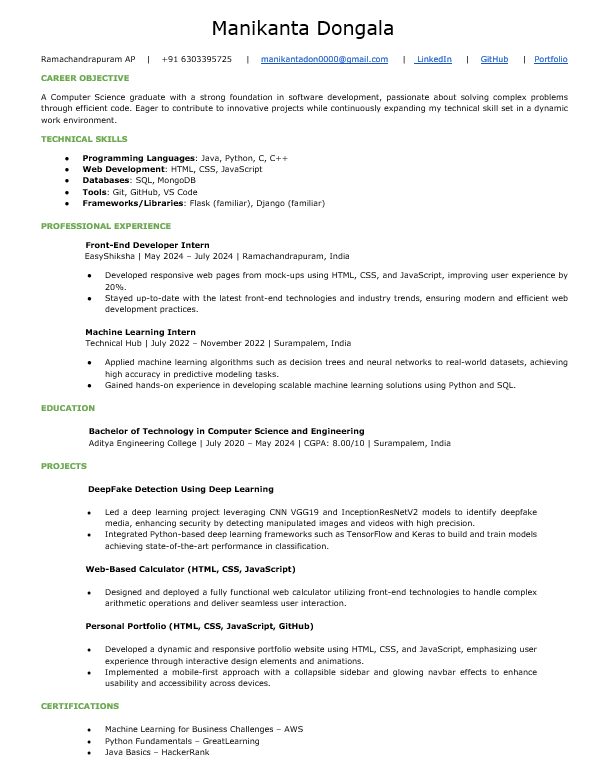 Manikanta Dongala
Ramachandrapuram AP | +91 6303395725 | manikantadon0000@gmail.com | LinkedIn | GitHub | Portfolio
CAREER OBJECTIVE
A Computer Science graduate with a strong foundation in software development, passionate about solving complex problems
through efficient code. Eager to contribute to innovative projects while continuously expanding my technical skill set in a dynamic
work environment.
TECHNICAL SKILLS
● Programming Languages: Java, Python, C, C++
● Web Development: HTML, CSS, JavaScript
● Databases: SQL, MongoDB
● Tools: Git, GitHub, VS Code
● Frameworks/Libraries: Flask (familiar), Django (familiar)
PROFESSIONAL EXPERIENCE
Front-End Developer Intern
EasyShiksha | May 2024 – July 2024 | Ramachandrapuram, India
● Developed responsive web pages from mock-ups using HTML, CSS, and JavaScript, improving user experience by
20%.
● Stayed up-to-date with the latest front-end technologies and industry trends, ensuring modern and efficient web
development practices.
Machine Learning Intern
Technical Hub | July 2022 – November 2022 | Surampalem, India
● Applied machine learning algorithms such as decision trees and neural networks to real-world datasets, achieving
high accuracy in predictive modeling tasks.
● Gained hands-on experience in developing scalable machine learning solutions using Python and SQL.
EDUCATION
Bachelor of Technology in Computer Science and Engineering
Aditya Engineering College | July 2020 – May 2024 | CGPA: 8.00/10 | Surampalem, India
PROJECTS
DeepFake Detection Using Deep Learning
● Led a deep learning project leveraging CNN VGG19 and InceptionResNetV2 models to identify deepfake
media, enhancing security by detecting manipulated images and videos with high precision.
● Integrated Python-based deep learning frameworks such as TensorFlow and Keras to build and train models
achieving state-of-the-art performance in classification.
Web-Based Calculator (HTML, CSS, JavaScript)
● Designed and deployed a fully functional web calculator utilizing front-end technologies to handle complex
arithmetic operations and deliver seamless user interaction.
Personal Portfolio (HTML, CSS, JavaScript, GitHub)
● Developed a dynamic and responsive portfolio website using HTML, CSS, and JavaScript, emphasizing user
experience through interactive design elements and animations.
● Implemented a mobile-first approach with a collapsible sidebar and glowing navbar effects to enhance
usability and accessibility across devices.
CERTIFICATIONS
● Machine Learning for Business Challenges – AWS
● Python Fundamentals – GreatLearning
● Java Basics – HackerRank